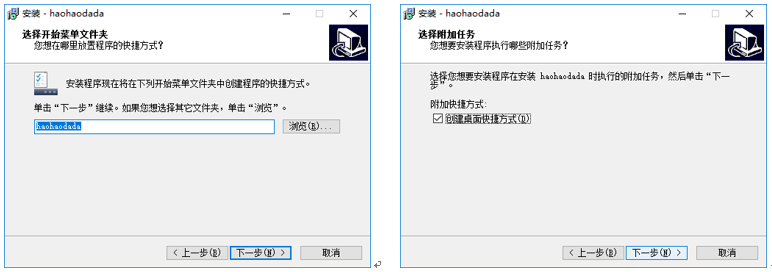 安装 - haohaodada
选择开始菜单文件夹
您想在哪里放置程序的快捷方式?
安装程序现在将在下列开始菜单文件夹中创建程序的快捷方式。
单击“下一步”继续。如果您想选择其它文件夹，单击“浏览”。
haohaodada
浏览(R)...
< 上一步(B)
下一步(N) >
取消
安装 - haohaodada
选择附加任务
您想要安装程序执行哪些附加任务?
选择您想要安装程序在安装 haohaodada 时执行的附加任务，然后单击“下一
步”。
附加快捷方式:
创建桌面快捷方式(D)
< 上一步(B)
下一步(N) >
取消